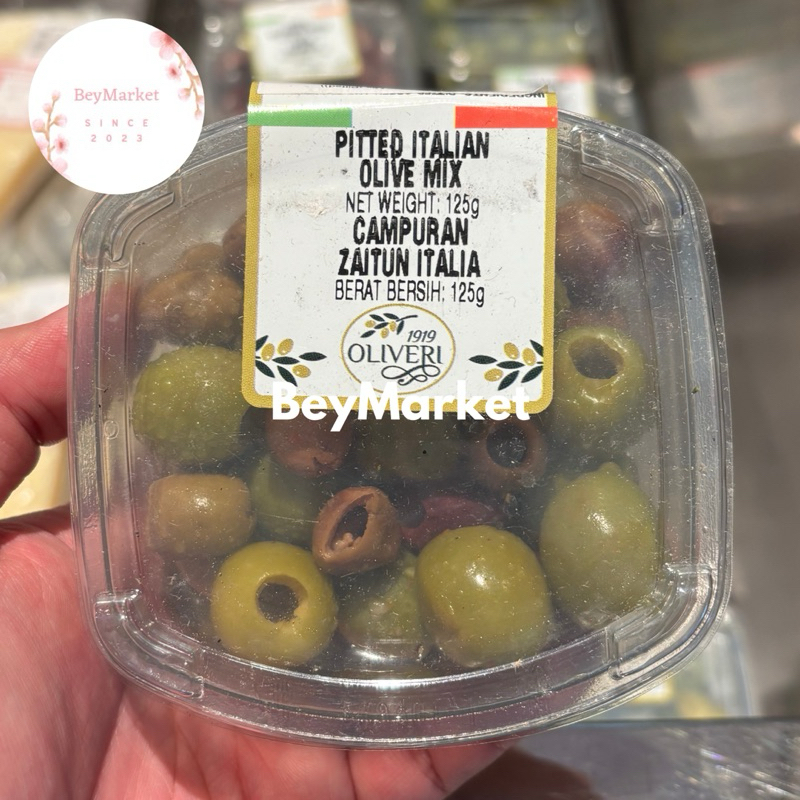 BeyMarket
SINCE
2023
PITTED ITALIAN
OLIVE MIX
NET WEIGHT: 125g
CAMPURAN
ZAITUN ITALIA
BERAT BERSIH: 125g
1919
OLIVERI
BeyMarket